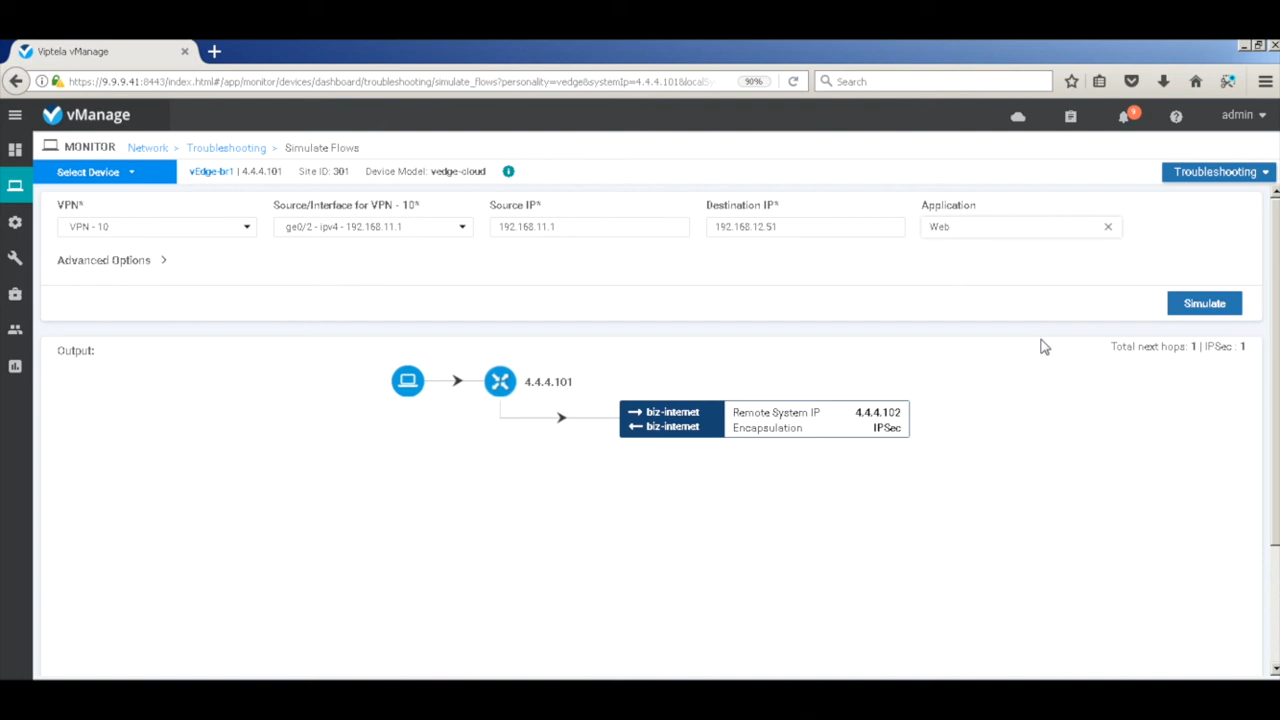 Viptela vManage
https://9.9.9.41:8443/index.html#/app/monitor/devices/dashboard/troubleshooting/simulate_flows?personality=vedge&systemIp=4.4.4.101&localSy
90%
Search
vManage
9
admin
MONITOR Network > Troubleshooting > Simulate Flows
Select Device vEdge-br1 | 4.4.4.101 Site ID: 301 Device Model: vedge-cloud
Troubleshooting
VPN* Source/Interface for VPN - 10* Source IP* Destination IP* Application
VPN - 10 ge0/2 - ipv4 - 192.168.11.1 192.168.11.1 192.168.12.51 Web
Advanced Options
Simulate
Output: Total next hops: 1 | IPSec : 1
4.4.4.101
biz-internet Remote System IP 4.4.4.102
biz-internet Encapsulation IPSec